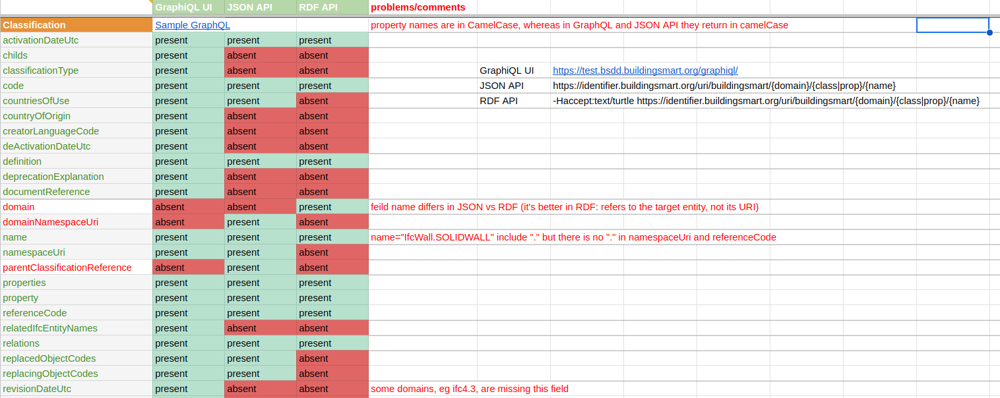 GraphiQL UI JSON API RDF API problems/comments
Classification Sample GraphQL property names are in CamelCase, whereas in GraphQL and JSON API they return in camelCase
activationDateUtc present present present
childs present absent absent
classificationType present absent absent GraphiQL UI https://test.bsdd.buildingsmart.org/graphiql/
code present present present JSON API https://identifier.buildingsmart.org/uri/buildingsmart/{domain}/{class|prop}/{name}
countriesOfUse present present absent RDF API -Haccept:text/turtle https://identifier.buildingsmart.org/uri/buildingsmart/{domain}/{class|prop}/{name}
countryOfOrigin present absent absent
creatorLanguageCode present absent absent
deActivationDateUtc present absent absent
definition present present present
deprecationExplanation present absent absent
documentReference present absent absent
domain absent absent present feild name differs in JSON vs RDF (it's better in RDF: refers to the target entity, not its URI)
domainNamespaceUri absent present absent
name present present present name="IfcWall.SOLIDWALL" include "." but there is no "." in namespaceUri and referenceCode
namespaceUri present present absent
parentClassificationReference absent present absent
properties present present present
property present present present
referenceCode present present present
relatedIfcEntityNames present absent absent
relations present present present
replacedObjectCodes present present absent
replacingObjectCodes present present absent
revisionDateUtc present absent absent some domains, eg ifc4.3, are missing this field